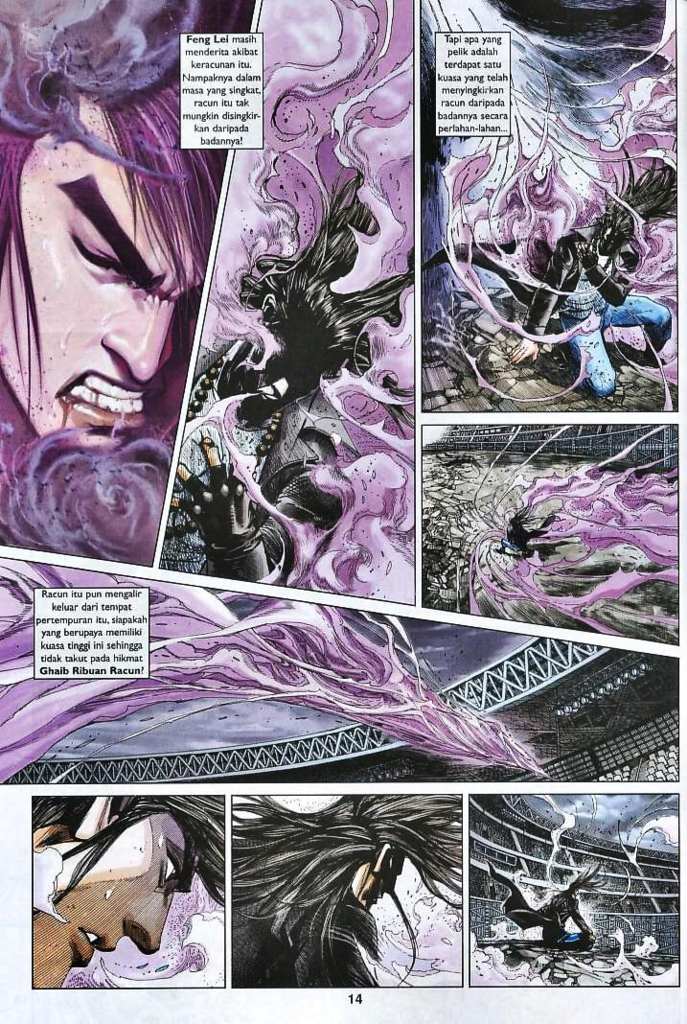 Feng Lei masih
menderita akibat
keracunan itu.
Nampaknya dalam
masa yang singkat,
racun itu tak
mungkin disingkir-
kan daripada
badannya!
Tapi apa yang
pelik adalah
terdapat satu
kuasa yang telah
menyingkirkan
racun daripada
badannya secara
perlahan-lahan...
Racun itu pun mengalir
keluar dari tempat
pertempuran itu, siapakah
yang berupaya memiliki
kuasa tinggi ini sehingga
tidak takut pada hikmat
Ghaib Ribuan Racun?
14